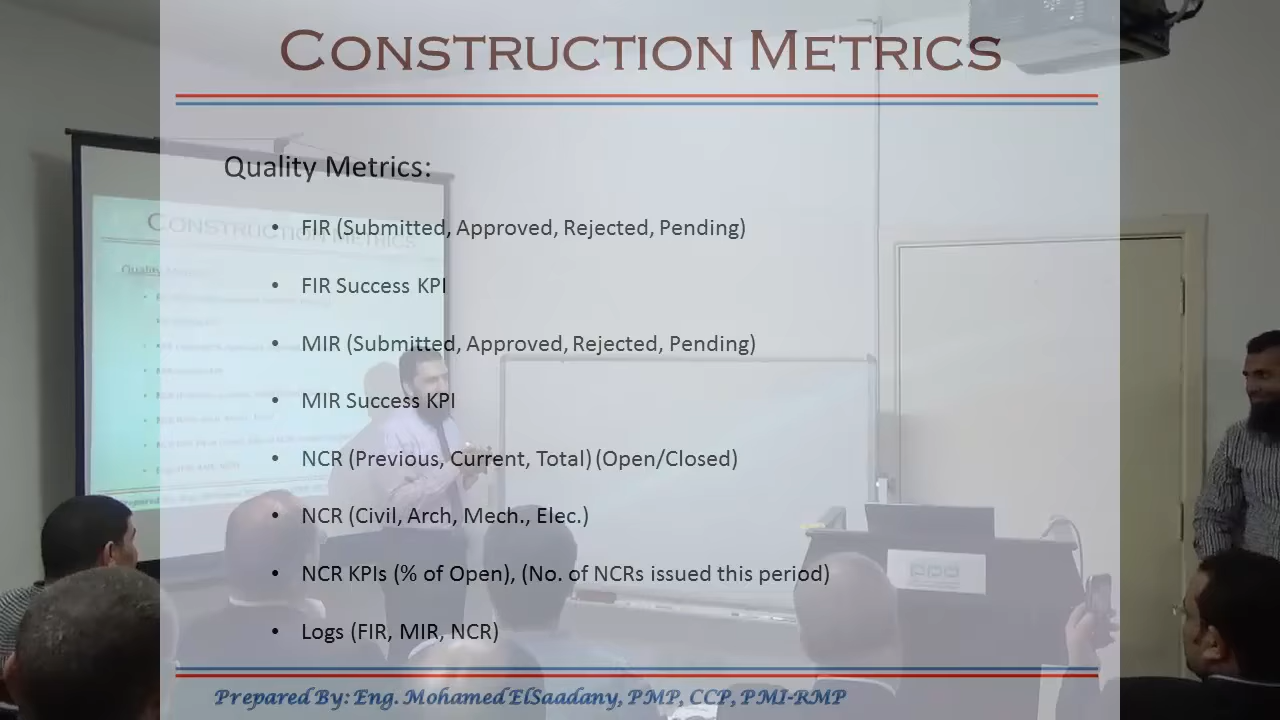 CONSTRUCTION METRICS
Quality Metrics:
• FIR (Submitted, Approved, Rejected, Pending)
• FIR Success KPI
• MIR (Submitted, Approved, Rejected, Pending)
• MIR Success KPI
• NCR (Previous, Current, Total) (Open/Closed)
• NCR (Civil, Arch, Mech., Elec.)
• NCR KPIs (% of Open), (No. of NCRs issued this period)
• Logs (FIR, MIR, NCR)
Prepared By: Eng. Mohamed ElSaadany, PMP, CCP, PMI-RMP
CONSTRUCTION METRICS